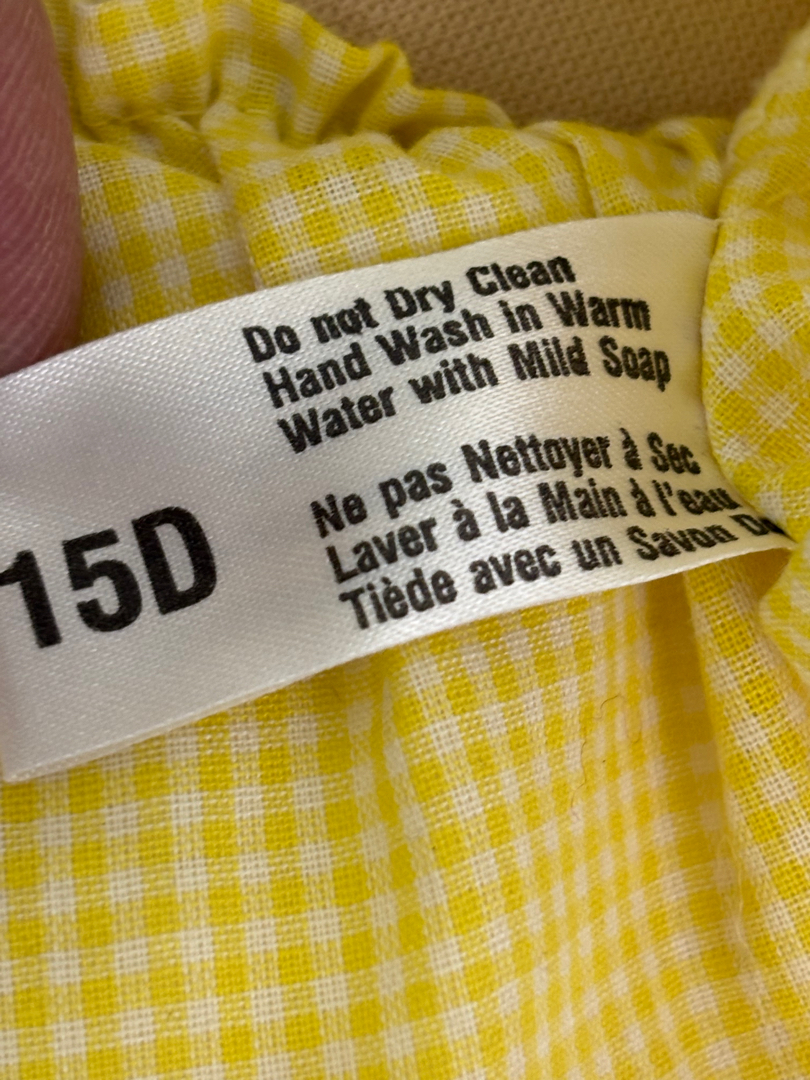 Do not Dry Clean
Hand Wash in Warm
Water with Mild Soap
Ne pas Nettoyer à Sec
Laver à la Main à l'eau
Tiède avec un Savon
15D